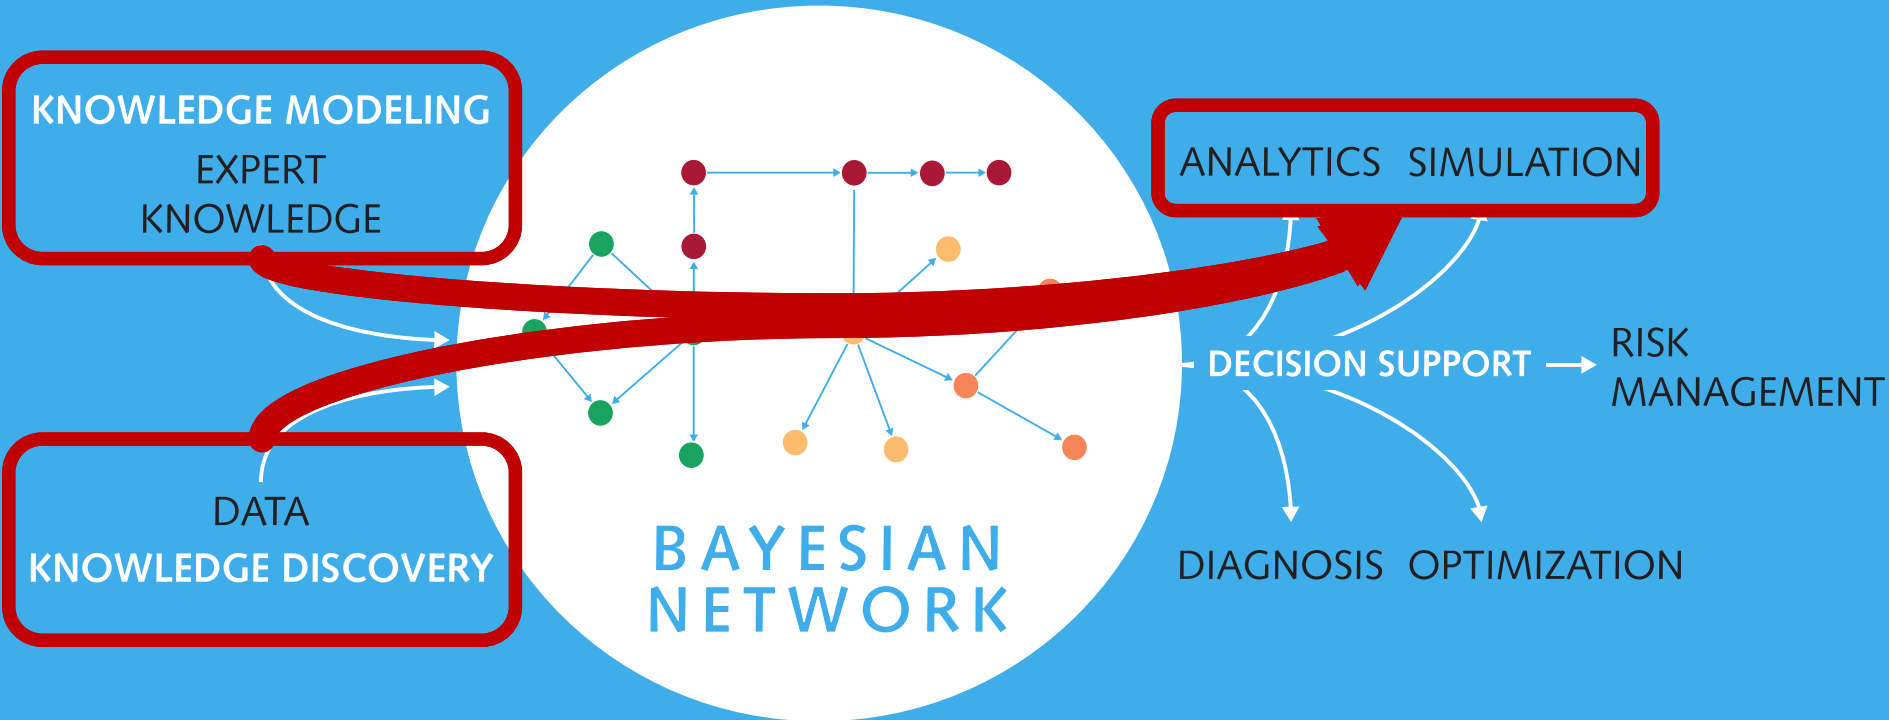 KNOWLEDGE MODELING
EXPERT
KNOWLEDGE
DATA
KNOWLEDGE DISCOVERY
BAYESIAN
NETWORK
ANALYTICS SIMULATION
DECISION SUPPORT
RISK
MANAGEMENT
DIAGNOSIS OPTIMIZATION